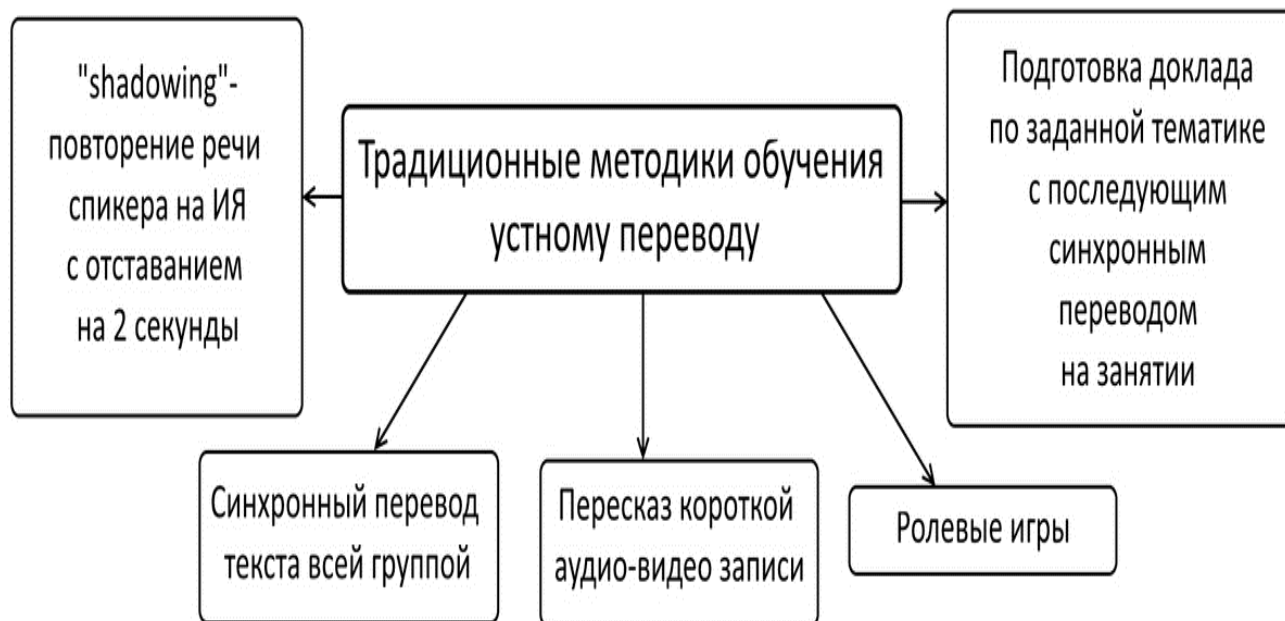 "shadowing"-
повторение речи
спикера на ИЯ
с отставанием
на 2 секунды
Традиционные методики обучения
устному переводу
Подготовка доклада
по заданной тематике
с последующим
синхронным
переводом
на занятии
Синхронный перевод
текста всей группой
Пересказ короткой
аудио-видео записи
Ролевые игры